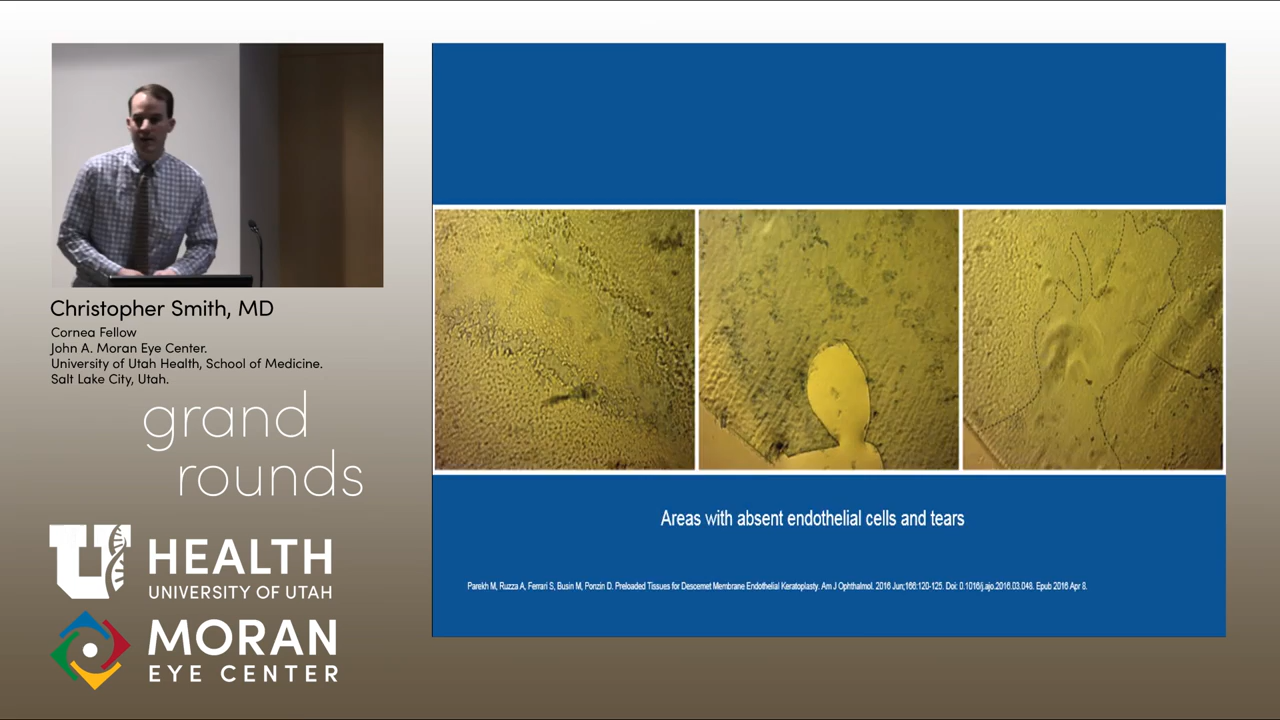 Christopher Smith, MD
Cornea Fellow
John A. Moran Eye Center.
University of Utah Health, School of Medicine.
Salt Lake City, Utah.
grand
rounds
U HEALTH
UNIVERSITY OF UTAH
MORAN
EYE CENTER
Areas with absent endothelial cells and tears
Parekh M, Ruzza A, Ferrari S, Busin M, Ponzin D. Preloaded Tissues for Descemet Membrane Endothelial Keratoplasty. Am J Ophthalmol. 2016 Jun;166:120-125. Doi: 0.1016/j.ajo.2016.03.048. Epub 2016 Apr 8.